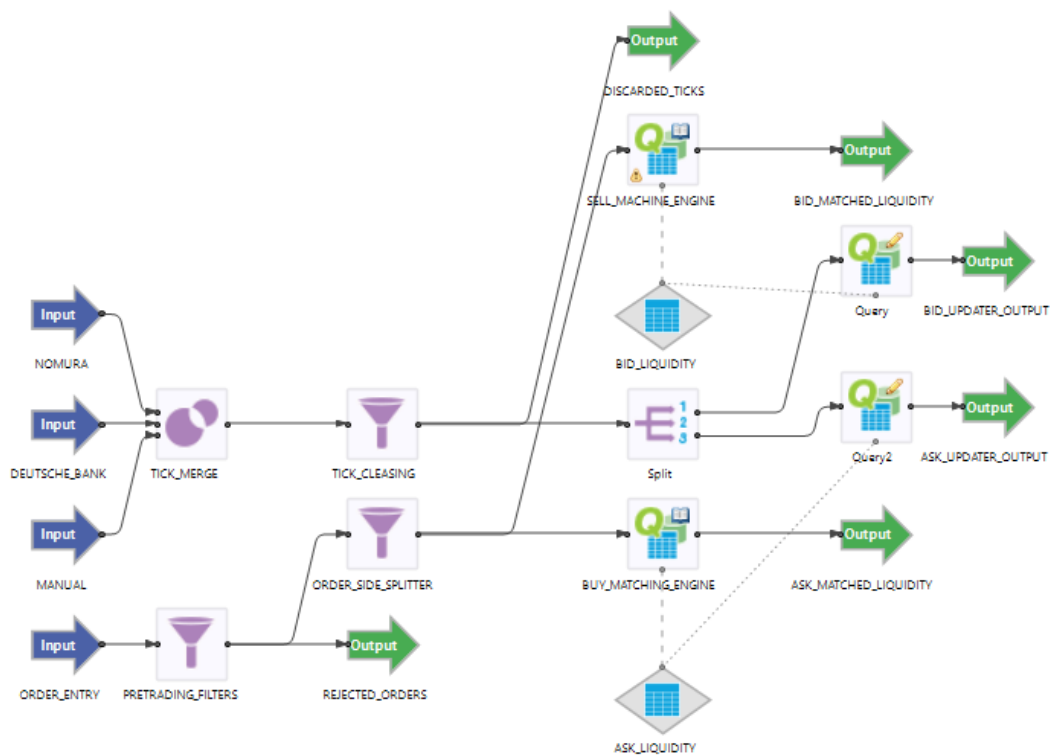 Output
DISCARDED_TICKS
Q
SELL_MACHINE_ENGINE
Output
BID_MATCHED_LIQUIDITY
Q
Query
Output
BID_UPDATER_OUTPUT
Input
NOMURA
BID_LIQUIDITY
Input
DEUTSCHE_BANK
TICK_MERGE
TICK_CLEASING
1
2
3
Split
Q
Query2
Output
ASK_UPDATER_OUTPUT
Input
MANUAL
ORDER_SIDE_SPLITTER
Q
BUY_MATCHING_ENGINE
Output
ASK_MATCHED_LIQUIDITY
Input
ORDER_ENTRY
PRETRADING_FILTERS
Output
REJECTED_ORDERS
ASK_LIQUIDITY